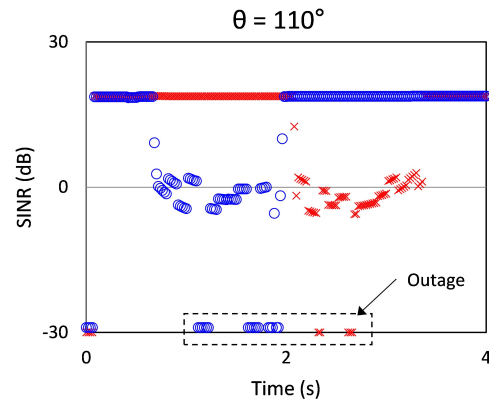 θ = 110°
30
SINR (dB)
0
Outage
-30
0
2
4
Time (s)